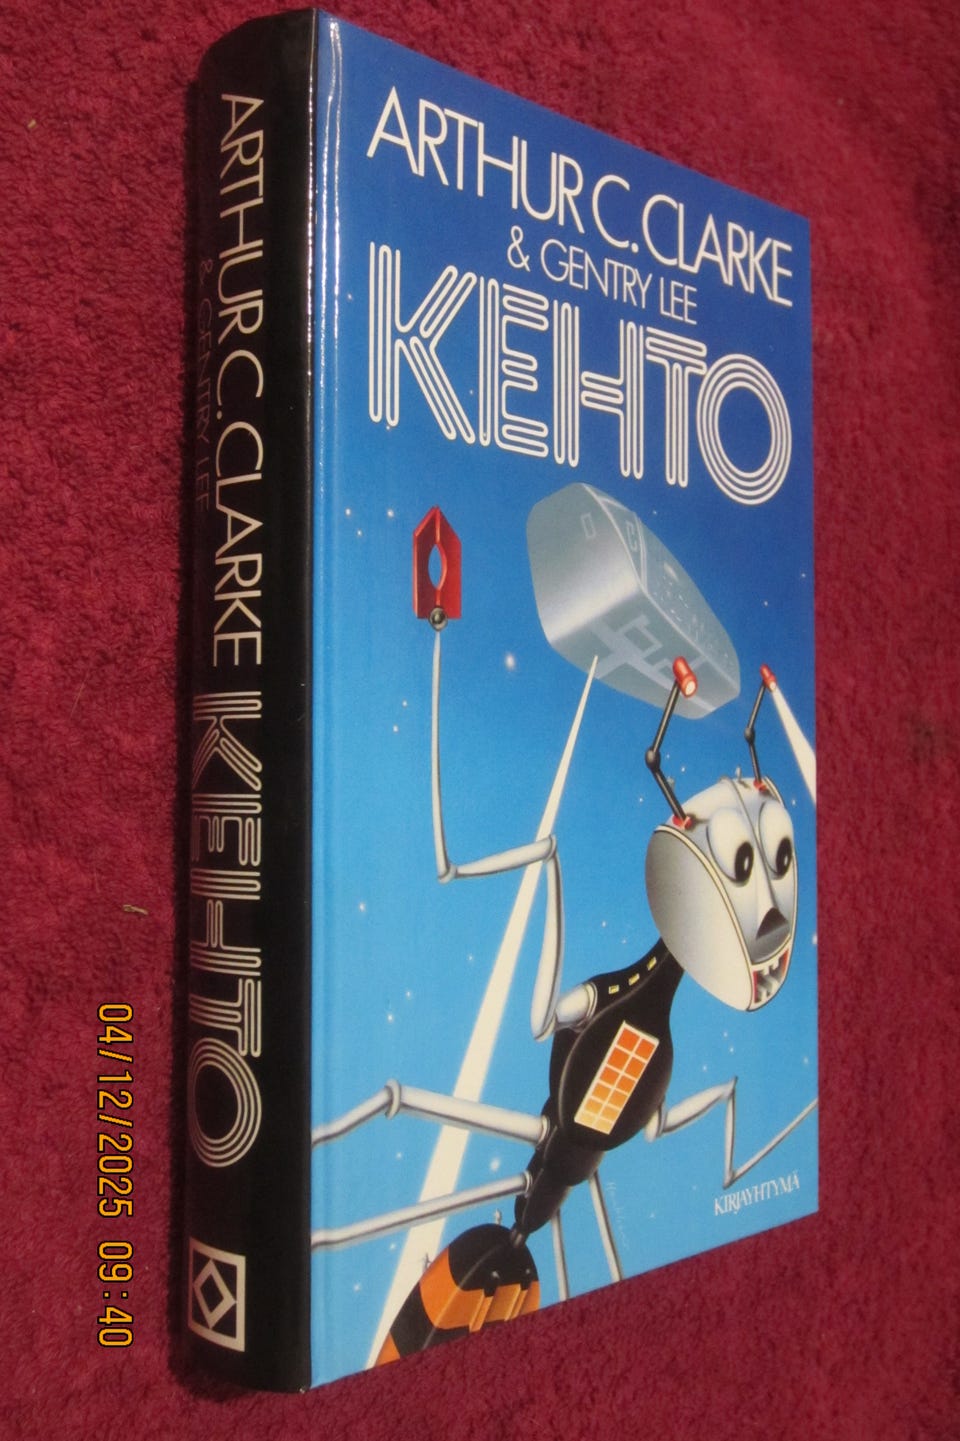 ARTHUR C. CLARKE
& GENTRY LEE
KEHTO
KIRJAYHTYMÄ
ARTHUR C. CLARKE KEHTO
& GENTRY LEE
04/12/2025 09:40